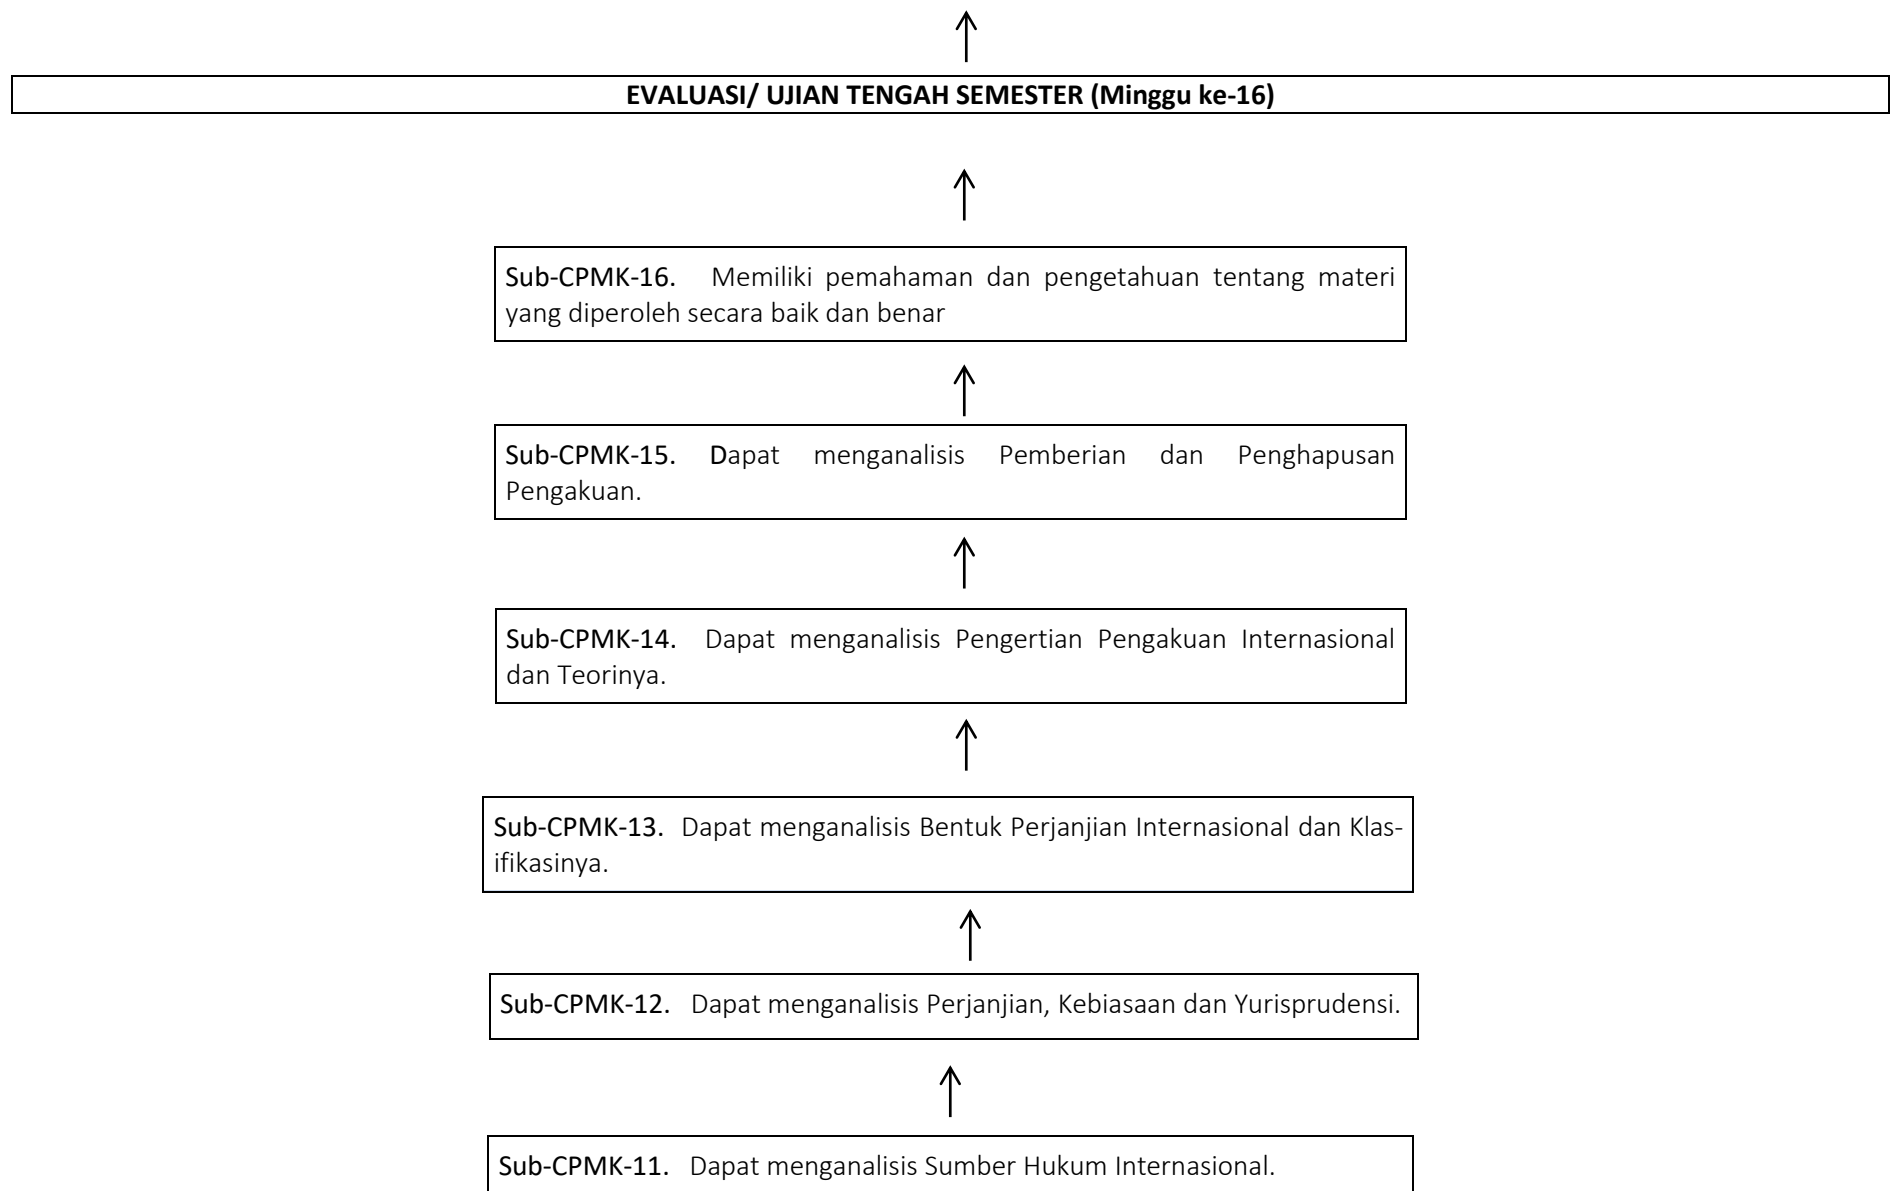 EVALUASI/ UJIAN TENGAH SEMESTER (Minggu ke-16)
Sub-CPMK-16. Memiliki pemahaman dan pengetahuan tentang materi
yang diperoleh secara baik dan benar
Sub-CPMK-15. Dapat menganalisis Pemberian dan Penghapusan
Pengakuan.
Sub-CPMK-14. Dapat menganalisis Pengertian Pengakuan Internasional
dan Teorinya.
Sub-CPMK-13. Dapat menganalisis Bentuk Perjanjian Internasional dan Klas-
ifikasinya.
Sub-CPMK-12. Dapat menganalisis Perjanjian, Kebiasaan dan Yurisprudensi.
Sub-CPMK-11. Dapat menganalisis Sumber Hukum Internasional.